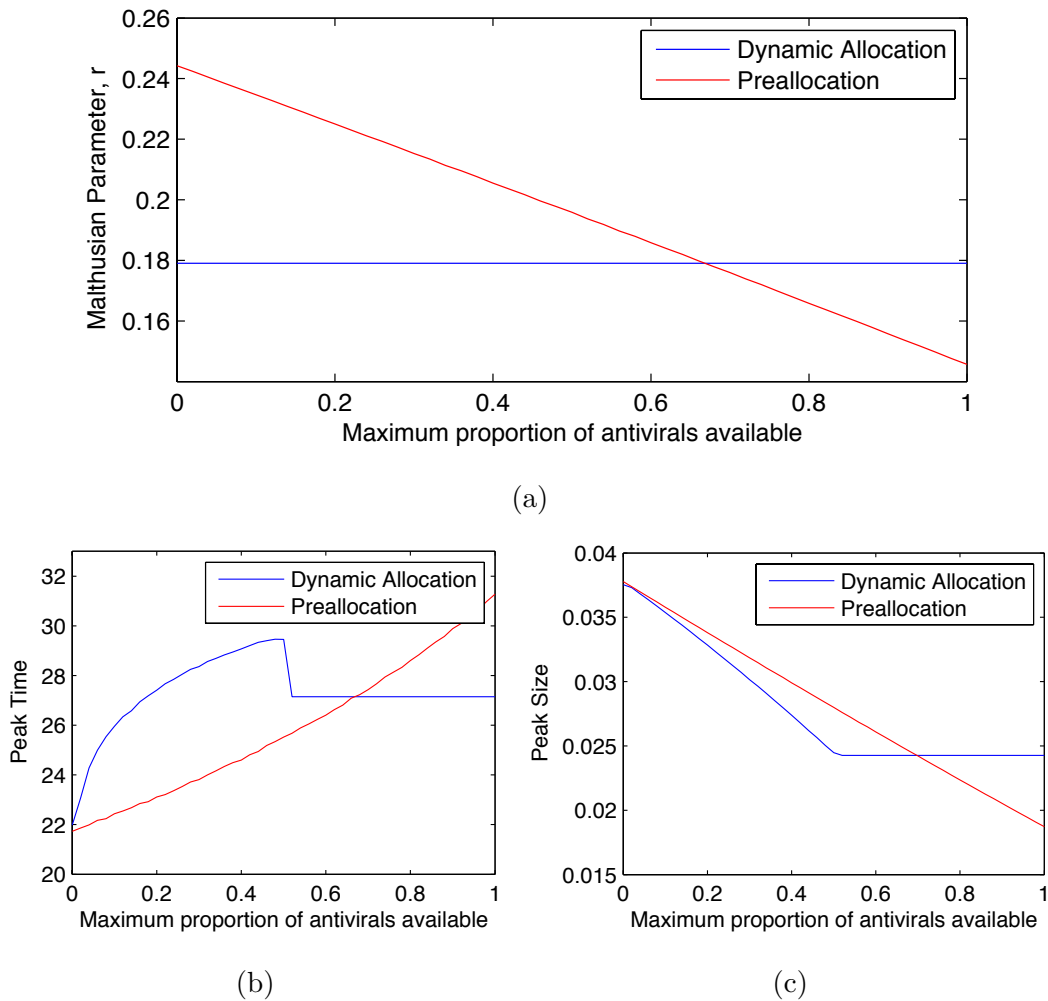 0.26
0.24
0.22
0.2
0.18
0.16
Malthusian Parameter, r
Dynamic Allocation
Preallocation
0 0.2 0.4 0.6 0.8 1
Maximum proportion of antivirals available
(a)
32
30
28
26
24
22
20
Peak Time
Dynamic Allocation
Preallocation
0 0.2 0.4 0.6 0.8 1
Maximum proportion of antivirals available
(b)
0.04
0.035
0.03
0.025
0.02
0.015
Peak Size
Dynamic Allocation
Preallocation
0 0.2 0.4 0.6 0.8 1
Maximum proportion of antivirals available
(c)